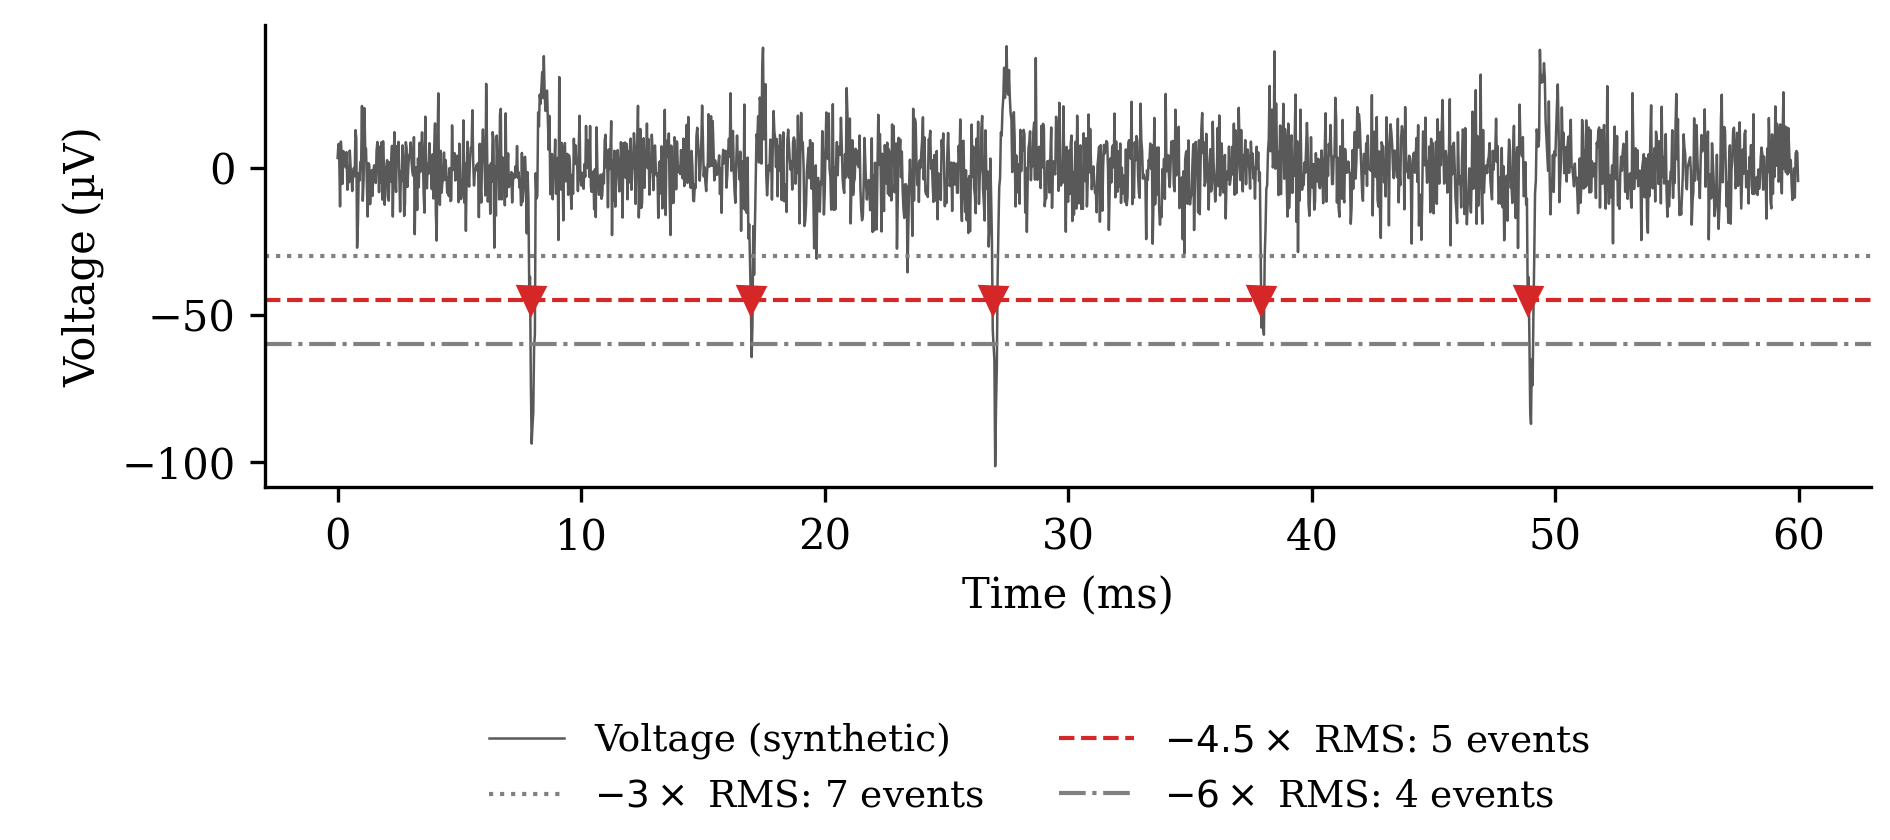 Voltage (µV)
0
−50
−100
0 10 20 30 40 50 60
Time (ms)
Voltage (synthetic)
−3 × RMS: 7 events
−4.5 × RMS: 5 events
−6 × RMS: 4 events